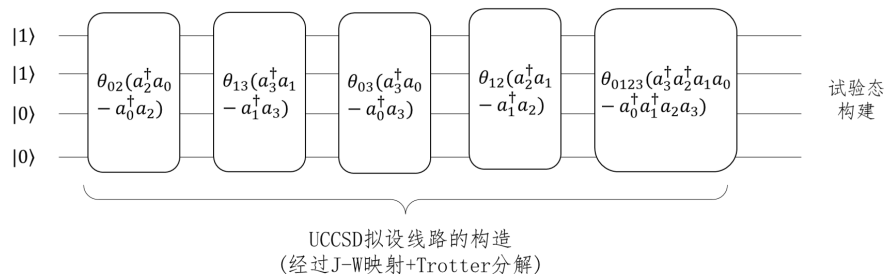 |1⟩
|1⟩
|0⟩
|0⟩
θ₀₂(a₂†a₀
− a₀†a₂)
θ₁₃(a₃†a₁
− a₁†a₃)
θ₀₃(a₃†a₀
− a₀†a₃)
θ₁₂(a₂†a₁
− a₁†a₂)
θ₀₁₂₃(a₃†a₂†a₁a₀
− a₀†a₁†a₂a₃)
试验态
构建
UCCSD拟设线路的构造
(经过J-W映射+Trotter分解)